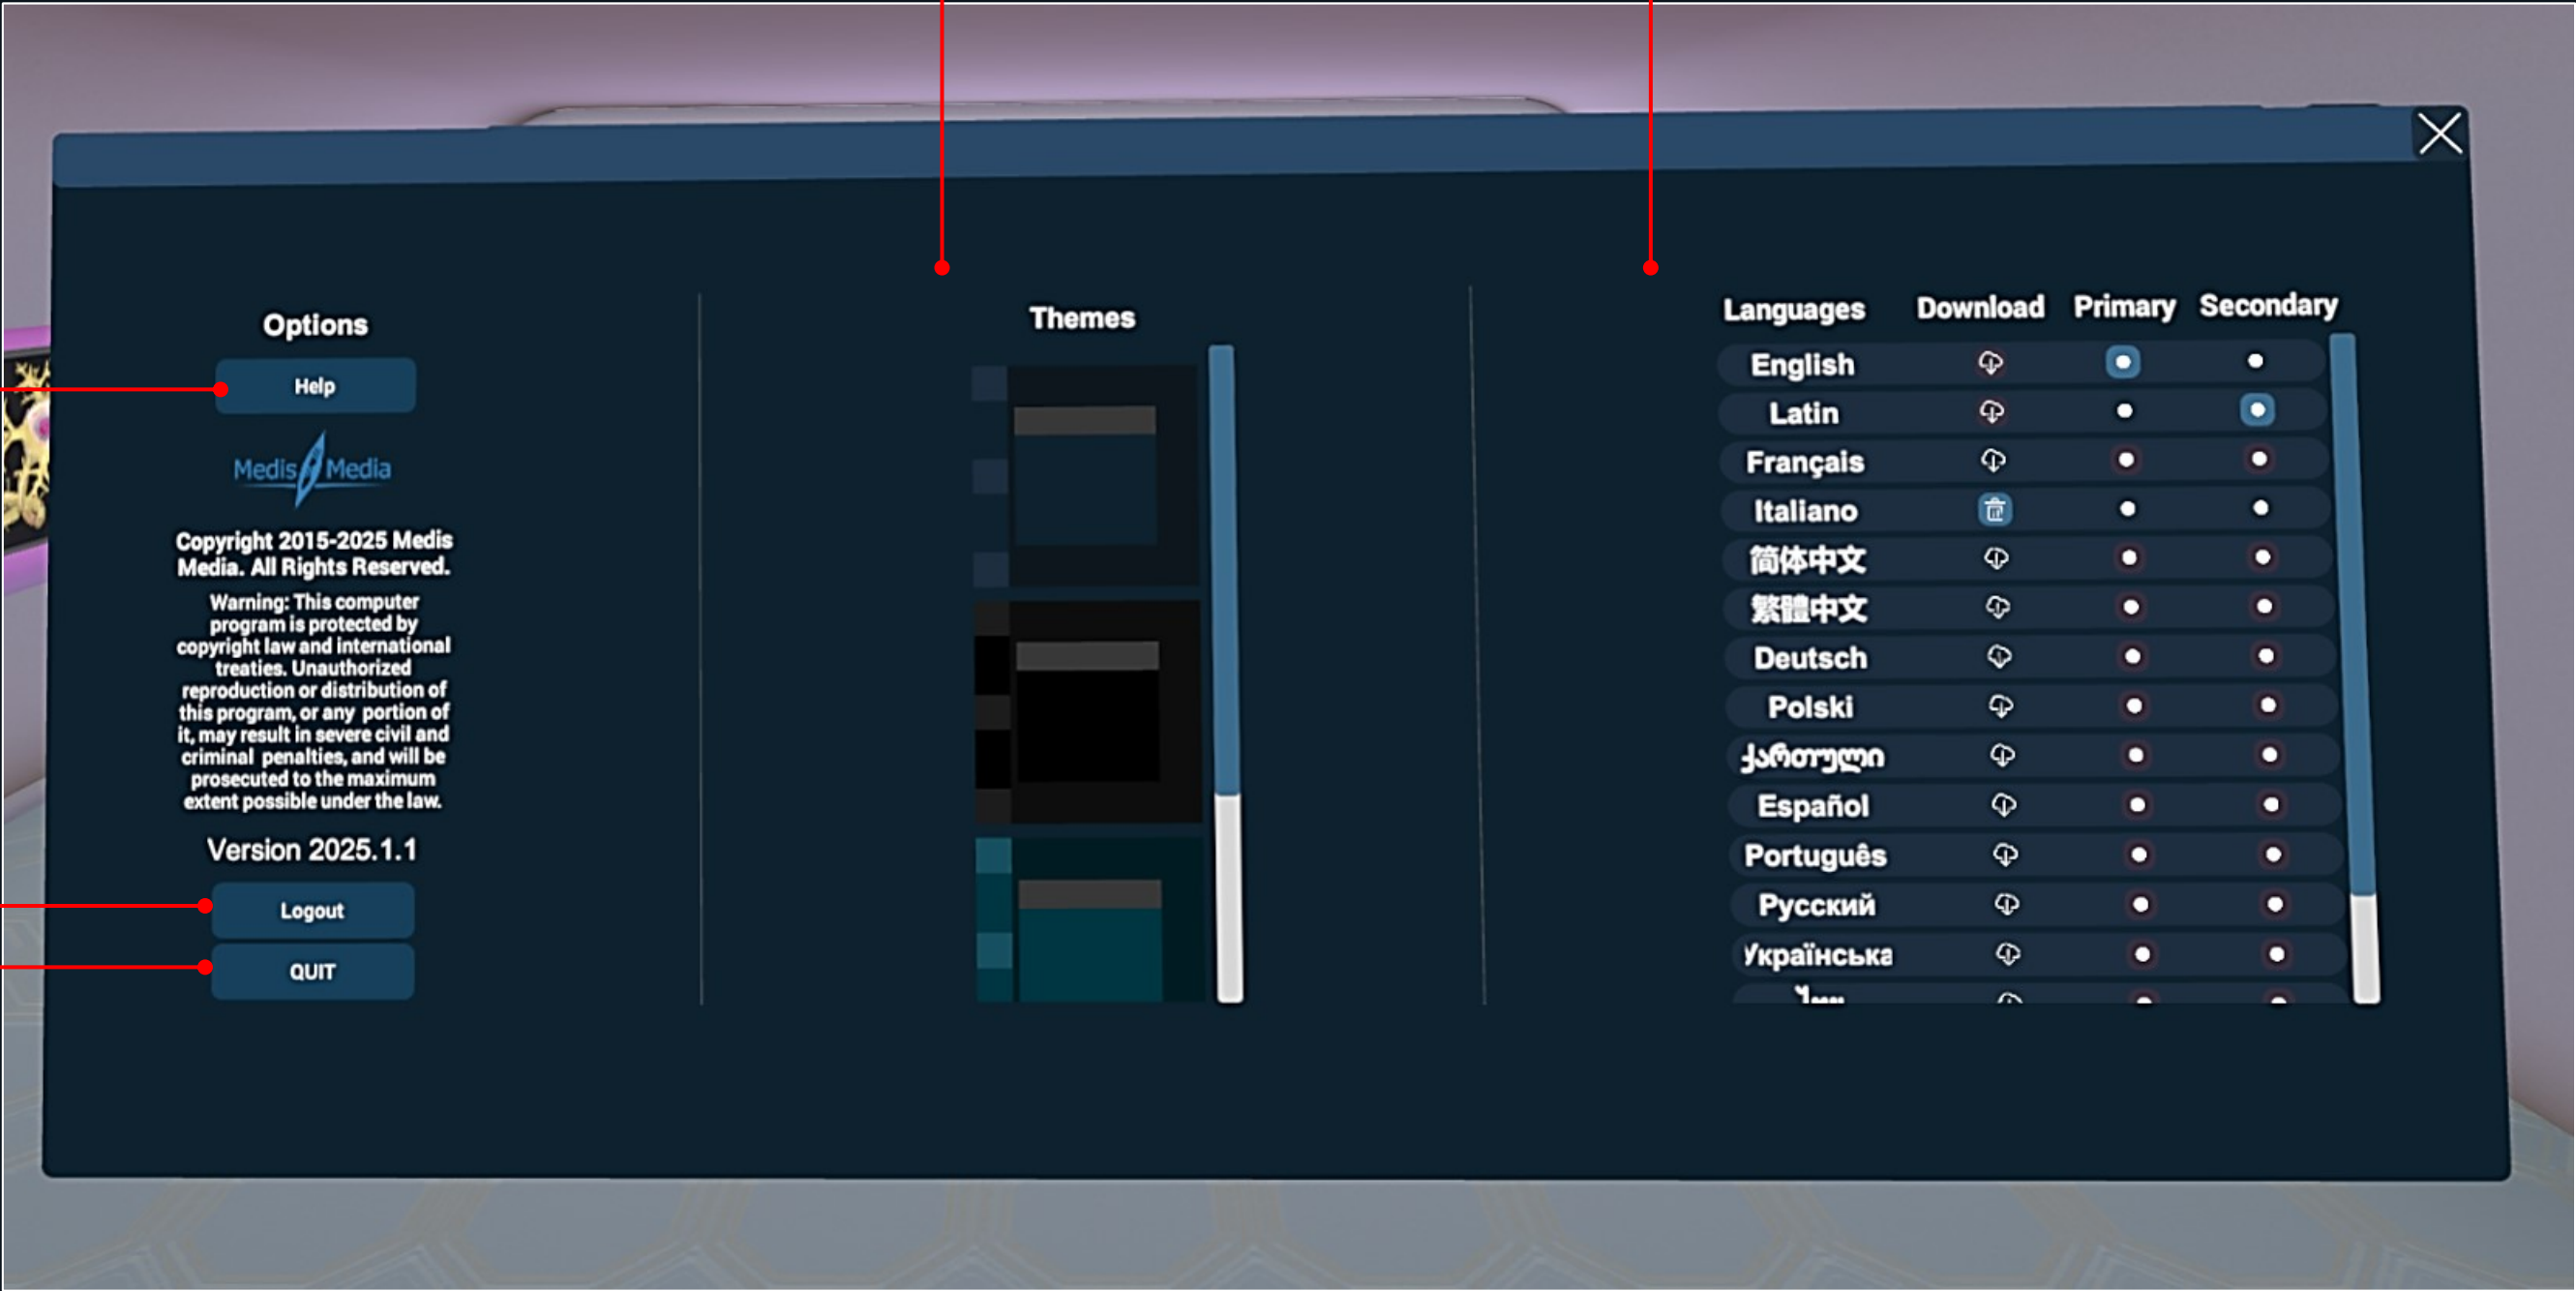 Options
Help
Medis Media
Copyright 2015-2025 Medis
Media. All Rights Reserved.
Warning: This computer
program is protected by
copyright law and international
treaties. Unauthorized
reproduction or distribution of
this program, or any portion of
it, may result in severe civil and
criminal penalties, and will be
prosecuted to the maximum
extent possible under the law.
Version 2025.1.1
Logout
QUIT
Themes
Languages Download Primary Secondary
English
Latin
Français
Italiano
简体中文
繁體中文
Deutsch
Polski
ქართული
Español
Português
Русский
Українська